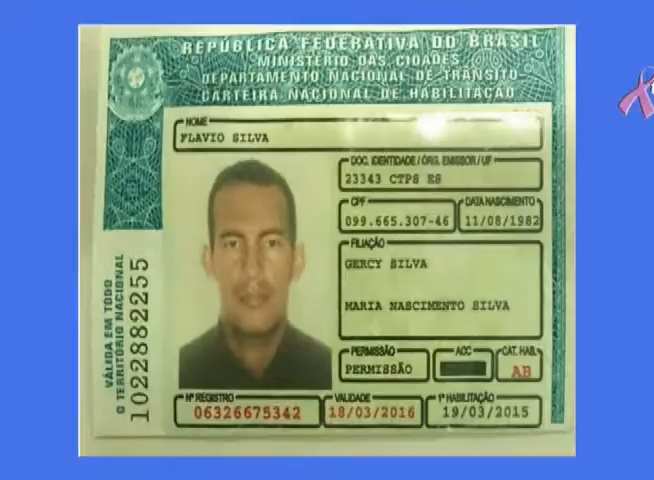 REPÚBLICA FEDERATIVA DO BRASIL
MINISTÉRIO DAS CIDADES
DEPARTAMENTO NACIONAL DE TRÂNSITO
CARTEIRA NACIONAL DE HABILITAÇÃO
NOME
FLAVIO SILVA
DOC. IDENTIDADE / ÓRG. EMISSOR / UF
23343 CTPS ES
CPF
DATA NASCIMENTO
099.665.307-46
11/08/1982
FILIAÇÃO
GERCY SILVA
MARIA NASCIMENTO SILVA
PERMISSÃO
ACC
CAT. HAB.
PERMISSÃO
AB
Nº REGISTRO
VALIDADE
1ª HABILITAÇÃO
06326675342
18/03/2016
19/03/2015
VÁLIDA EM TODO
O TERRITÓRIO NACIONAL
1022882255